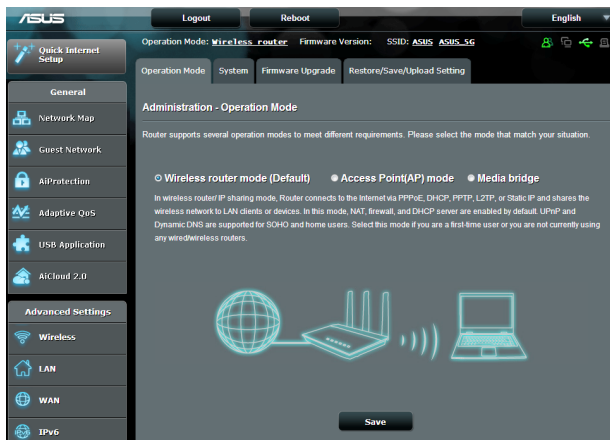 ASUS
Logout
Reboot
English
Quick Internet
Setup
Operation Mode: Wireless router Firmware Version: SSID: ASUS ASUS_5G
Operation Mode
System
Firmware Upgrade
Restore/Save/Upload Setting
General
Network Map
Guest Network
AiProtection
Adaptive QoS
USB Application
AiCloud 2.0
Advanced Settings
Wireless
LAN
WAN
IPv6
Administration - Operation Mode
Router supports several operation modes to meet different requirements. Please select the mode that match your situation.
Wireless router mode (Default)
Access Point(AP) mode
Media bridge
In wireless router/ IP sharing mode, Router connects to the Internet via PPPoE, DHCP, PPTP, L2TP, or Static IP and shares the
wireless network to LAN clients or devices. In this mode, NAT, firewall, and DHCP server are enabled by default. UPnP and
Dynamic DNS are supported for SOHO and home users. Select this mode if you are a first-time user or you are not currently using
any wired/wireless routers.
Save